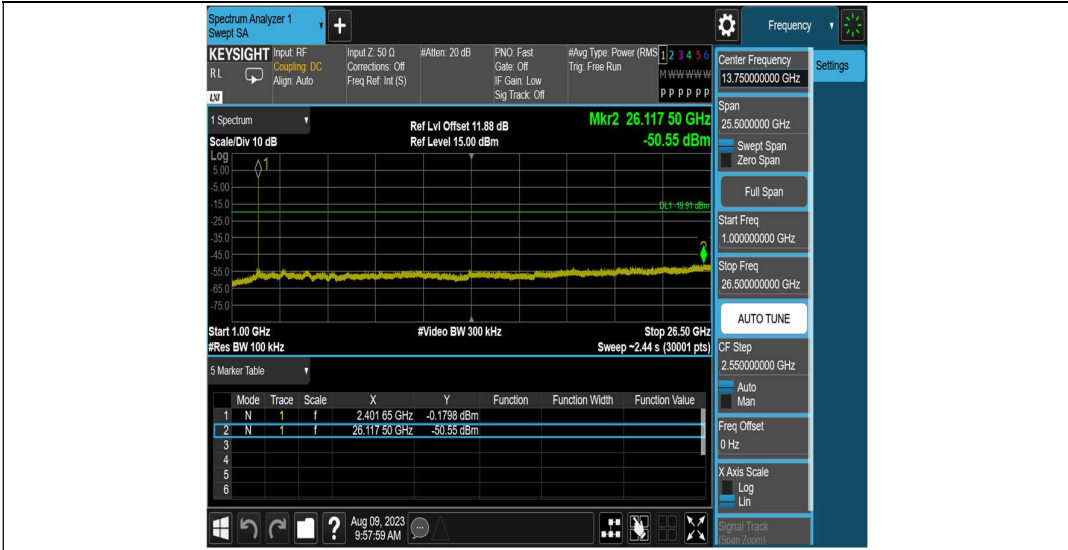 Spectrum Analyzer 1
Swept SA
+
Frequency
KEYSIGHT
Input: RF
Input Z: 50 Ω
#Atten: 20 dB
PNO: Fast
#Avg Type: Power (RMS
1 2 3 4 5 6
RL
Coupling: DC
Corrections: Off
Gate: Off
Trig: Free Run
Align: Auto
Freq Ref: Int (S)
IF Gain: Low
M W W W W W
Sig Track: Off
P P P P P P
LXI
1 Spectrum
Scale/Div 10 dB
Ref Lvl Offset 11.88 dB
Ref Level 15.00 dBm
Mkr2 26.117 50 GHz
-50.55 dBm
Log
1
5.00
-5.00
-15.0
DL1 -19.91 dBm
-25.0
-35.0
-45.0
-55.0
-65.0
-75.0
Start 1.00 GHz
#Video BW 300 kHz
Stop 26.50 GHz
#Res BW 100 kHz
Sweep ~2.44 s (30001 pts)
5 Marker Table
Mode Trace Scale X Y Function Function Width Function Value
1 N 1 f 2.401 65 GHz -0.1798 dBm
2 N 1 f 26.117 50 GHz -50.55 dBm
3
4
5
6
Aug 09, 2023
9:57:59 AM
Center Frequency
13.750000000 GHz
Settings
Span
25.5000000 GHz
Swept Span
Zero Span
Full Span
Start Freq
1.000000000 GHz
Stop Freq
26.500000000 GHz
AUTO TUNE
CF Step
2.550000000 GHz
Auto
Man
Freq Offset
0 Hz
X Axis Scale
Log
Lin
Signal Track
(Span Zoom)